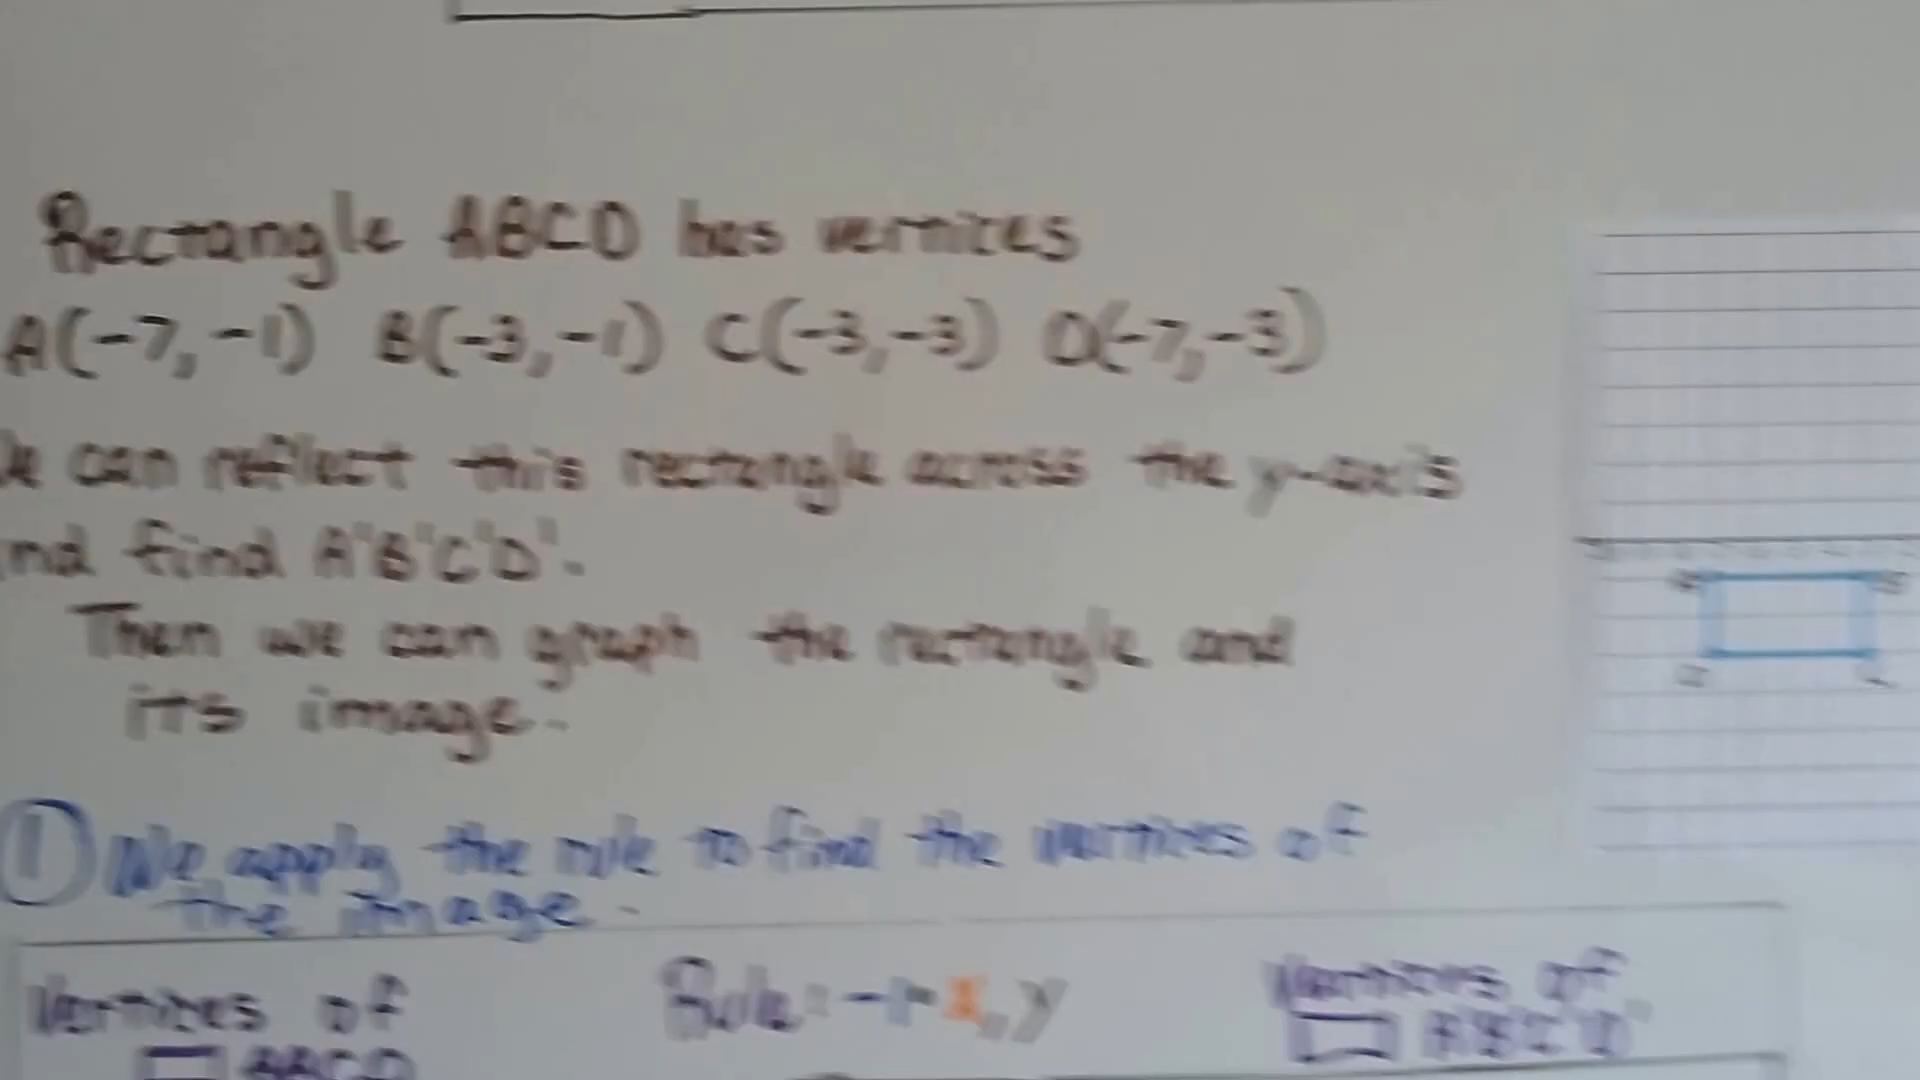 Rectangle ABCD has vertices
A(-7,-1) B(-3,-1) C(-3,-3) D(-7,-3)
can reflect this rectangle across the y-axis
find A'B'C'D'.
Then we can graph the rectangle and
its image.
① We apply the rule to find the vertices of
the image.
Vertices of
ABCD
Rule: -1·x, y
Vertices of
A'B'C'D'